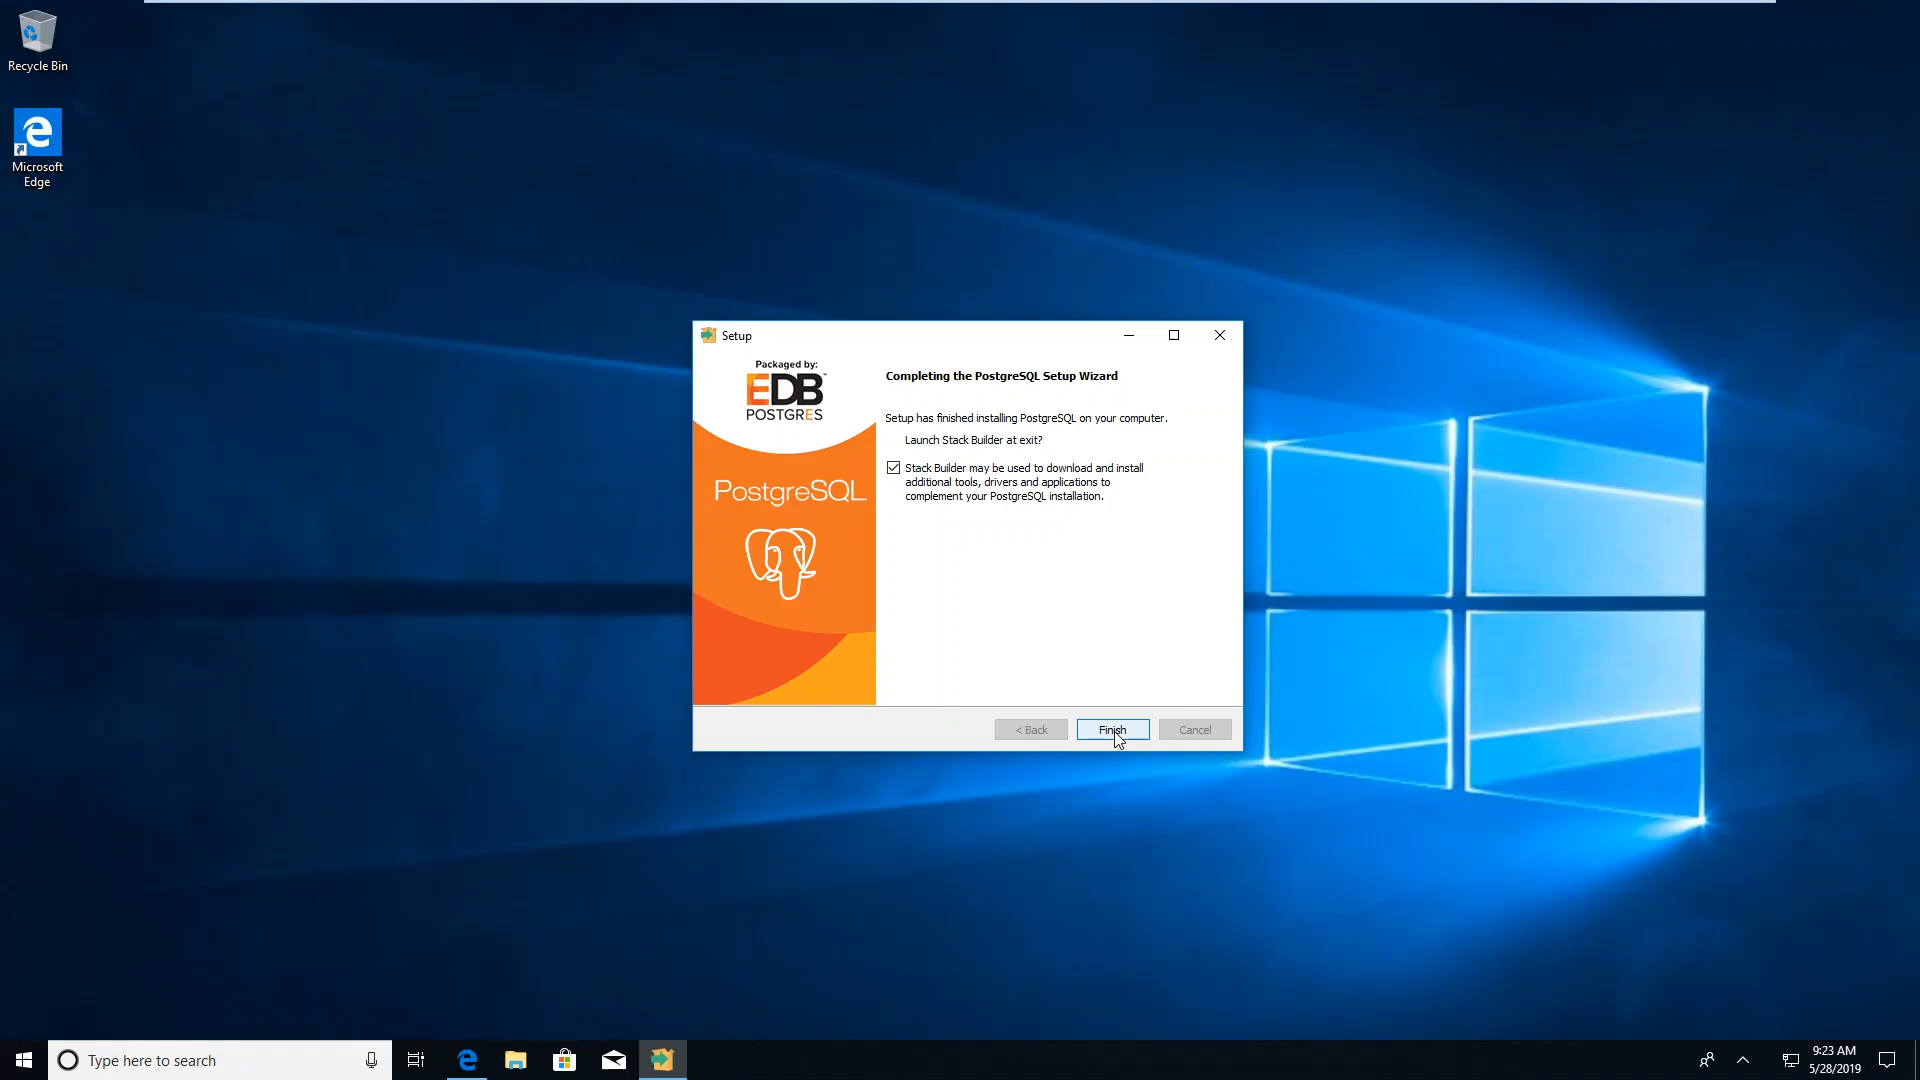 Recycle Bin
Microsoft
Edge
Setup
Packaged by:
EDB
POSTGRES
PostgreSQL
Completing the PostgreSQL Setup Wizard
Setup has finished installing PostgreSQL on your computer.
Launch Stack Builder at exit?
Stack Builder may be used to download and install
additional tools, drivers and applications to
complement your PostgreSQL installation.
< Back
Finish
Cancel
Type here to search
9:23 AM
5/28/2019